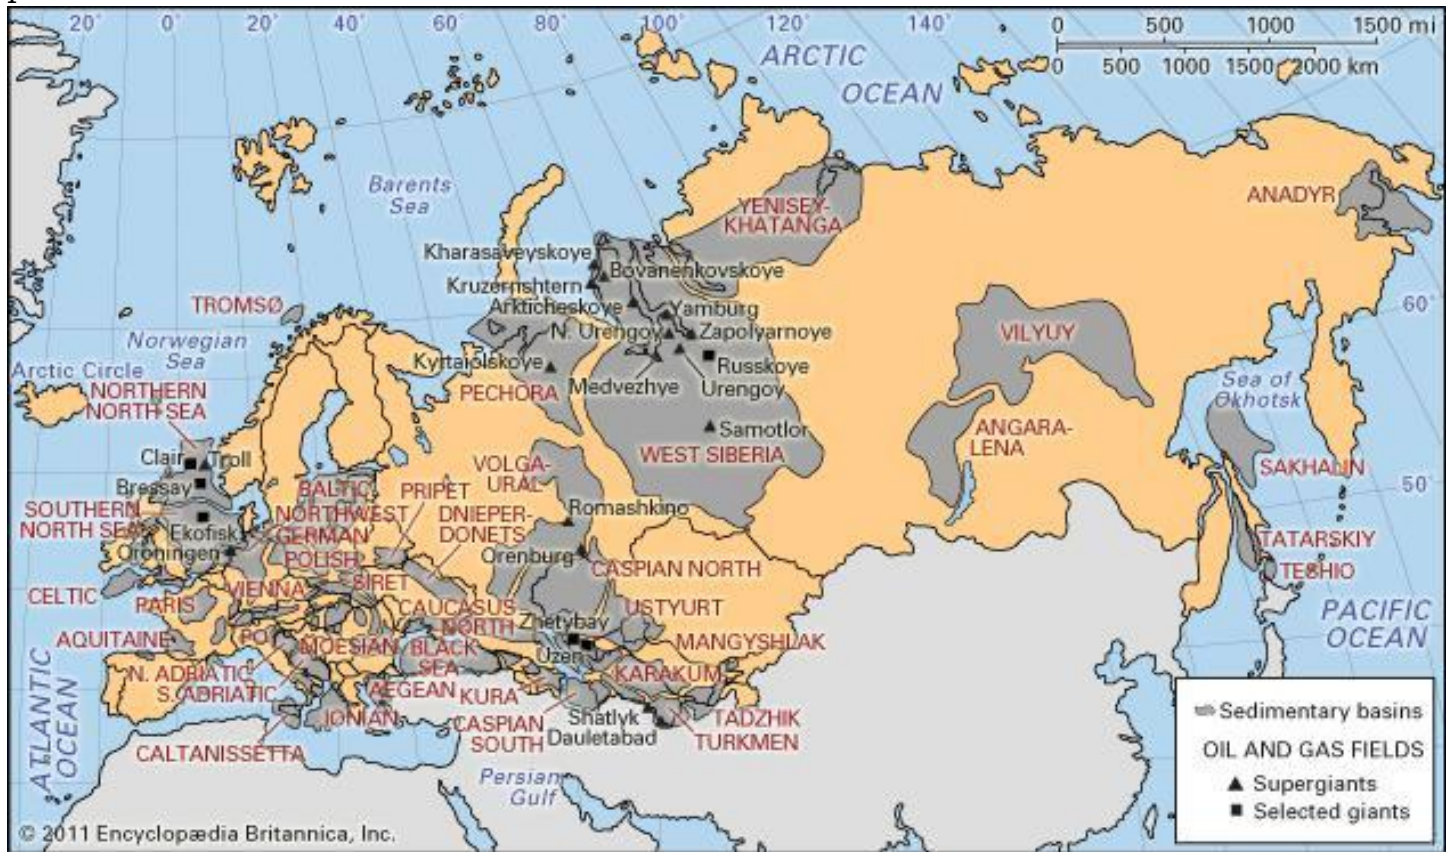 20° 0° 20° 40° 60° 80° 100° 120° 140°
0 500 1000 1500 mi
0 500 1000 1500 2000 km
ARCTIC
OCEAN
Barents
Sea
YENISEY-
KHATANGA
ANADYR
Kharasaveyskoye
Bovanenkovskoye
Kruzernshtern
Arkticheskoye
Yamburg
TROMSØ
N. Urengoy
Zapolyarnoye
60°
VILYUY
Norwegian
Sea
Kyrtaiolskoye
Russkoye
Arctic Circle
Medvezhye
Urengoy
PECHORA
Sea of
Okhotsk
NORTHERN
NORTH SEA
Samotlor
ANGARA-
LENA
WEST SIBERIA
Clair
Troll
VOLGA-
URAL
SAKHALIN
Bressay
BALTIC
PRIPET
50°
SOUTHERN
NORTH SEA
NORTHWEST
GERMAN
DNIEPER-
DONETS
Romashkino
Ekofisk
Groningen
POLISH
Orenburg
TATARSKIY
TESHIO
CASPIAN NORTH
CELTIC
PARIS
VIENNA
SIRET
CAUCASUS
NORTH
USTYURT
Zhetybay
PACIFIC
OCEAN
AQUITAINE
PO
MOESIAN
BLACK
SEA
Uzen
MANGYSHLAK
N. ADRIATIC
S. ADRIATIC
AEGEAN
KURA
KARAKUM
ATLANTIC
OCEAN
IONIAN
CASPIAN
SOUTH
Shatlyk
Dauletabad
TADZHIK
TURKMEN
CALTANISSETTA
Persian
Gulf
Sedimentary basins
OIL AND GAS FIELDS
Supergiants
Selected giants
© 2011 Encyclopædia Britannica, Inc.